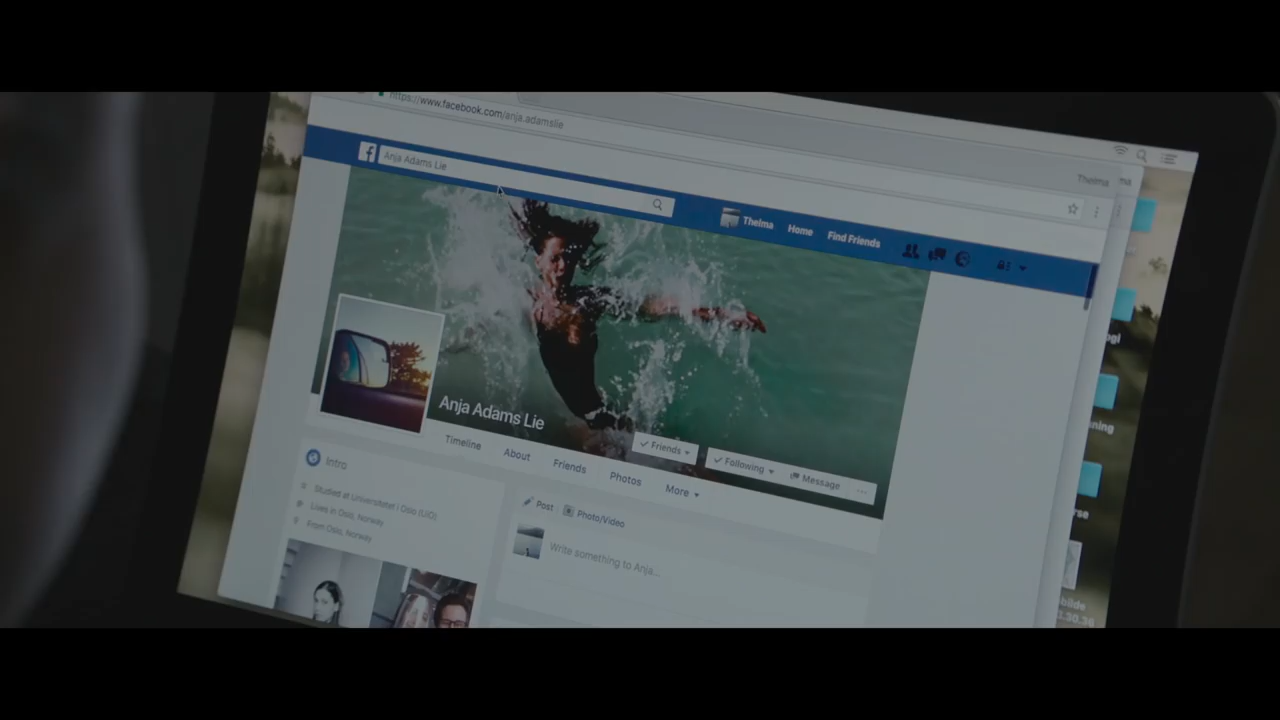 https://www.facebook.com/anja.adamslie
Thelma
Anja Adams Lie
Thelma Home Find Friends
Anja Adams Lie
Friends
Following
Message
Timeline About Friends Photos More
Intro
Studied at Universitetet i Oslo (UiO)
Lives in Oslo, Norway
From Oslo, Norway
Post Photo/Video
Write something to Anja...